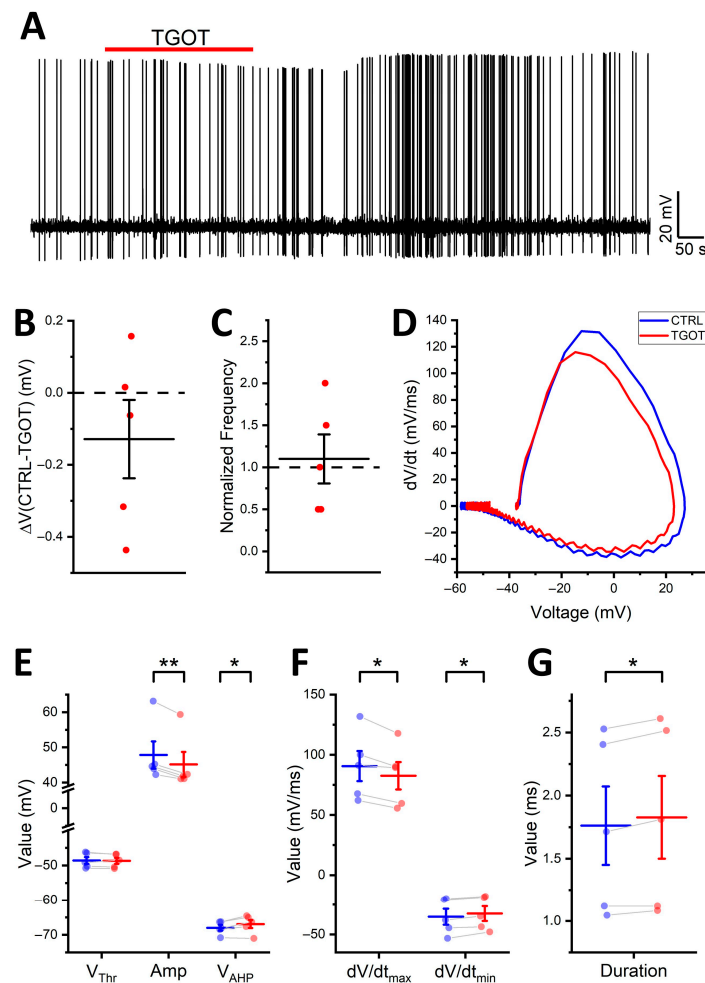 A
TGOT
20 mV
50 s
B
ΔV(CTRL-TGOT) (mV)
0.2
0.0
−0.2
−0.4
C
Normalized Frequency
2.5
2.0
1.5
1.0
0.5
0.0
D
CTRL
TGOT
dV/dt (mV/ms)
140
120
100
80
60
40
20
0
−20
−40
−60 −40 −20 0 20
Voltage (mV)
E
** *
Value (mV)
60
50
40
0
−50
−60
−70
VThr Amp VAHP
F
* *
Value (mV/ms)
150
100
50
0
−50
dV/dtmax dV/dtmin
G
*
Value (ms)
2.5
2.0
1.5
1.0
Duration